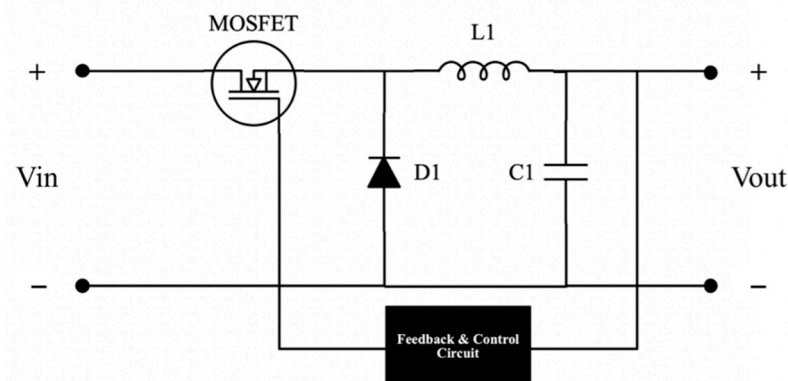 MOSFET
L1
+
+
Vin
D1
C1
Vout
−
−
Feedback & Control
Circuit